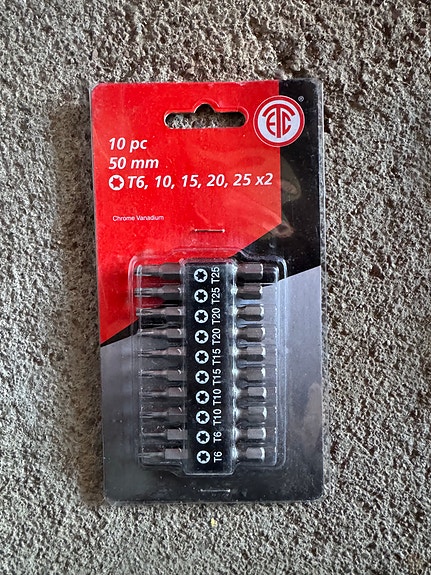 10 pc
50 mm
T6, 10, 15, 20, 25 x2
ETC
®
Chrome Vanadium
T25
T25
T20
T20
T15
T15
T10
T10
T6
T6